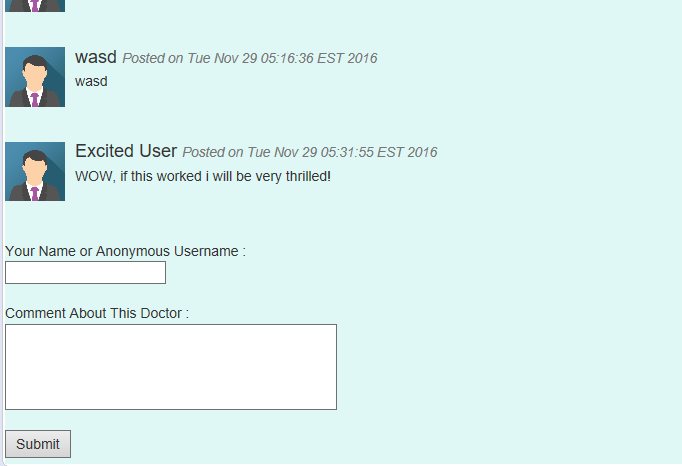 wasd Posted on Tue Nov 29 05:16:36 EST 2016
wasd
Excited User Posted on Tue Nov 29 05:31:55 EST 2016
WOW, if this worked i will be very thrilled!
Your Name or Anonymous Username :
Comment About This Doctor :
Submit